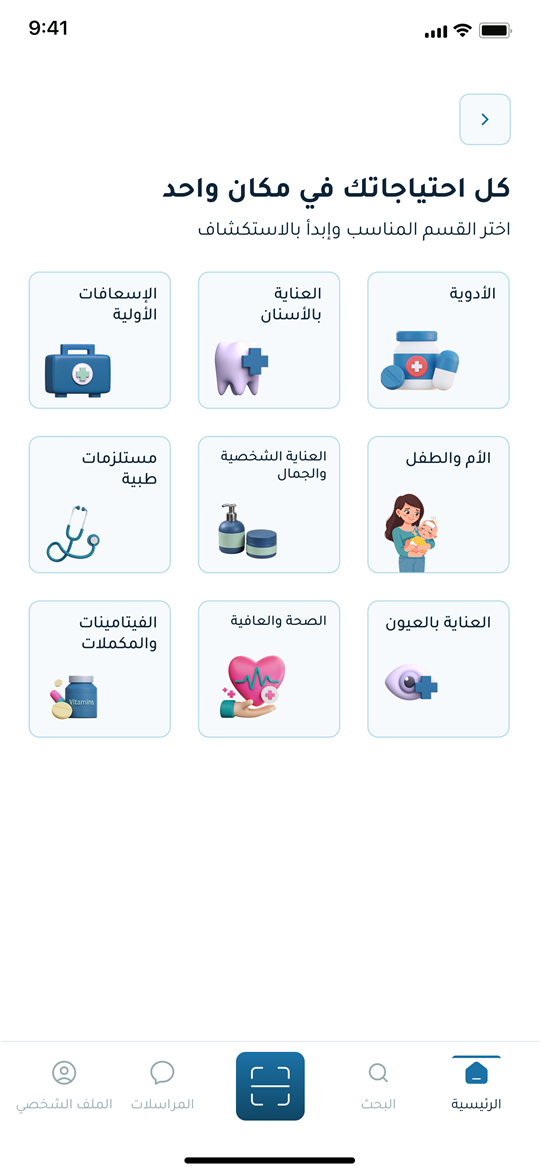 9:41
كل احتياجاتك في مكان واحد
اختر القسم المناسب وإبدأ بالاستكشاف
الأدوية
العناية
بالأسنان
الإسعافات
الأولية
الأم والطفل
العناية الشخصية
والجمال
مستلزمات
طبية
العناية بالعيون
الصحة والعافية
الفيتامينات
والمكملات
Vitamins
الرئيسية
البحث
المراسلات
الملف الشخصي